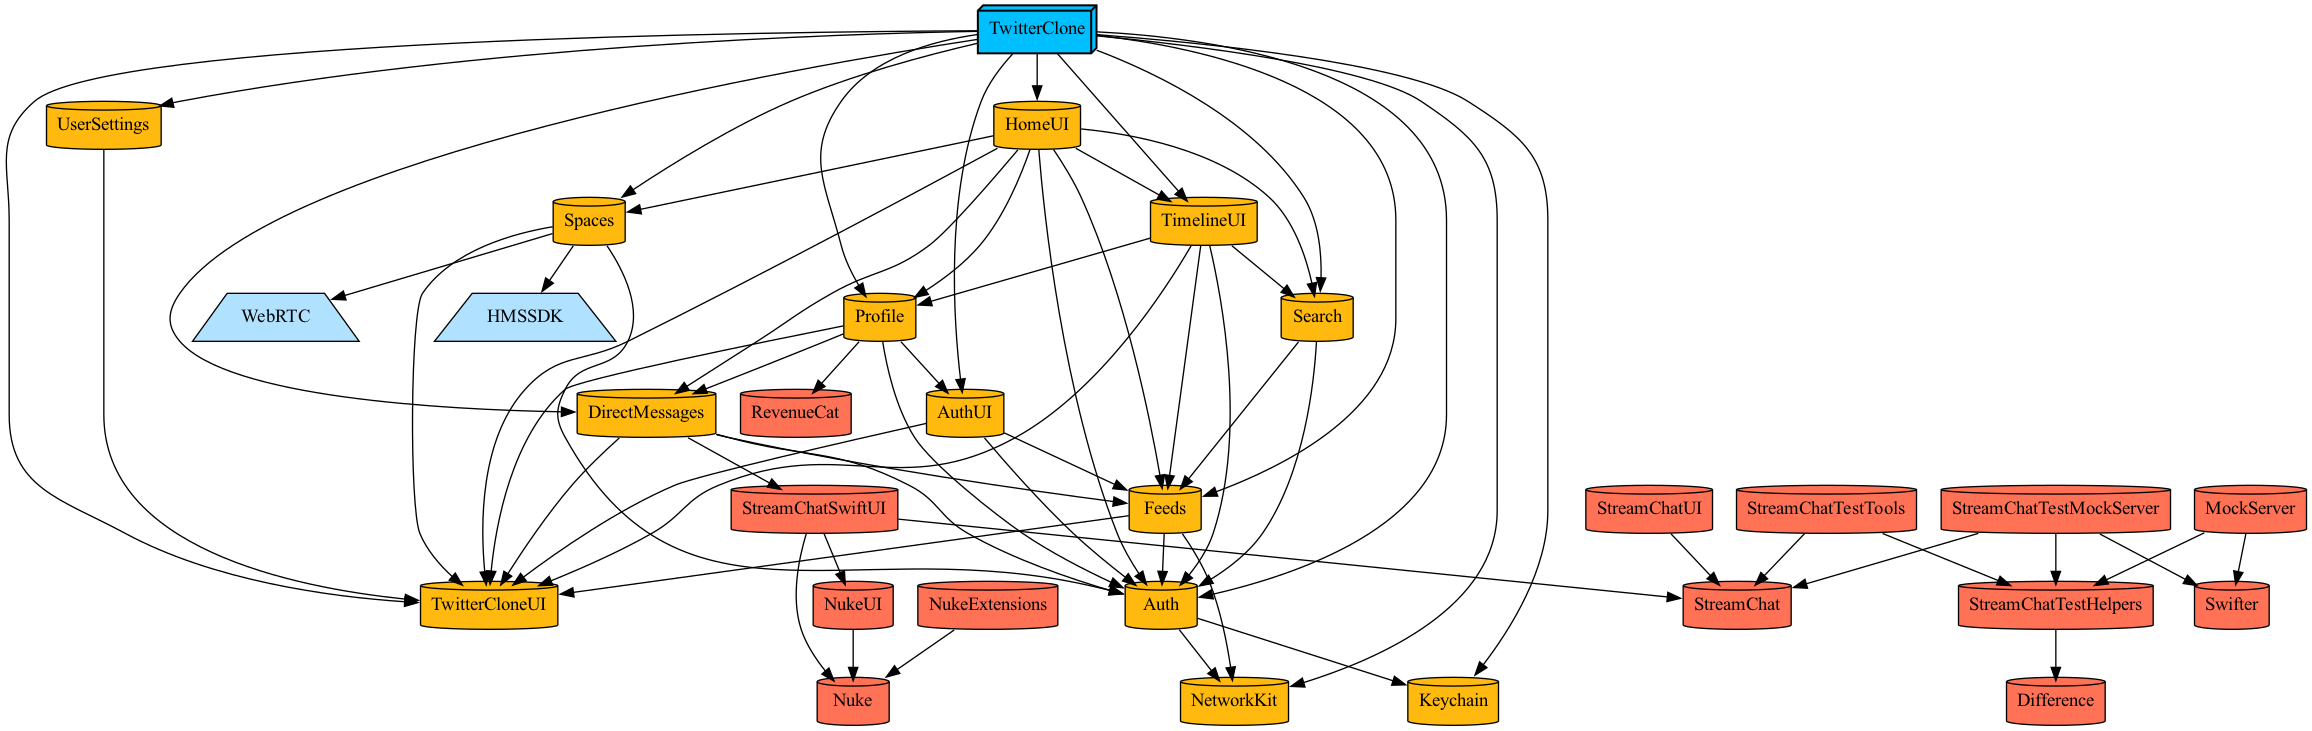 TwitterClone
UserSettings
HomeUI
Spaces
TimelineUI
WebRTC
HMSSDK
Profile
Search
DirectMessages
RevenueCat
AuthUI
StreamChatSwiftUI
Feeds
StreamChatUI
StreamChatTestTools
StreamChatTestMockServer
MockServer
TwitterCloneUI
NukeUI
NukeExtensions
Auth
StreamChat
StreamChatTestHelpers
Swifter
Nuke
NetworkKit
Keychain
Difference